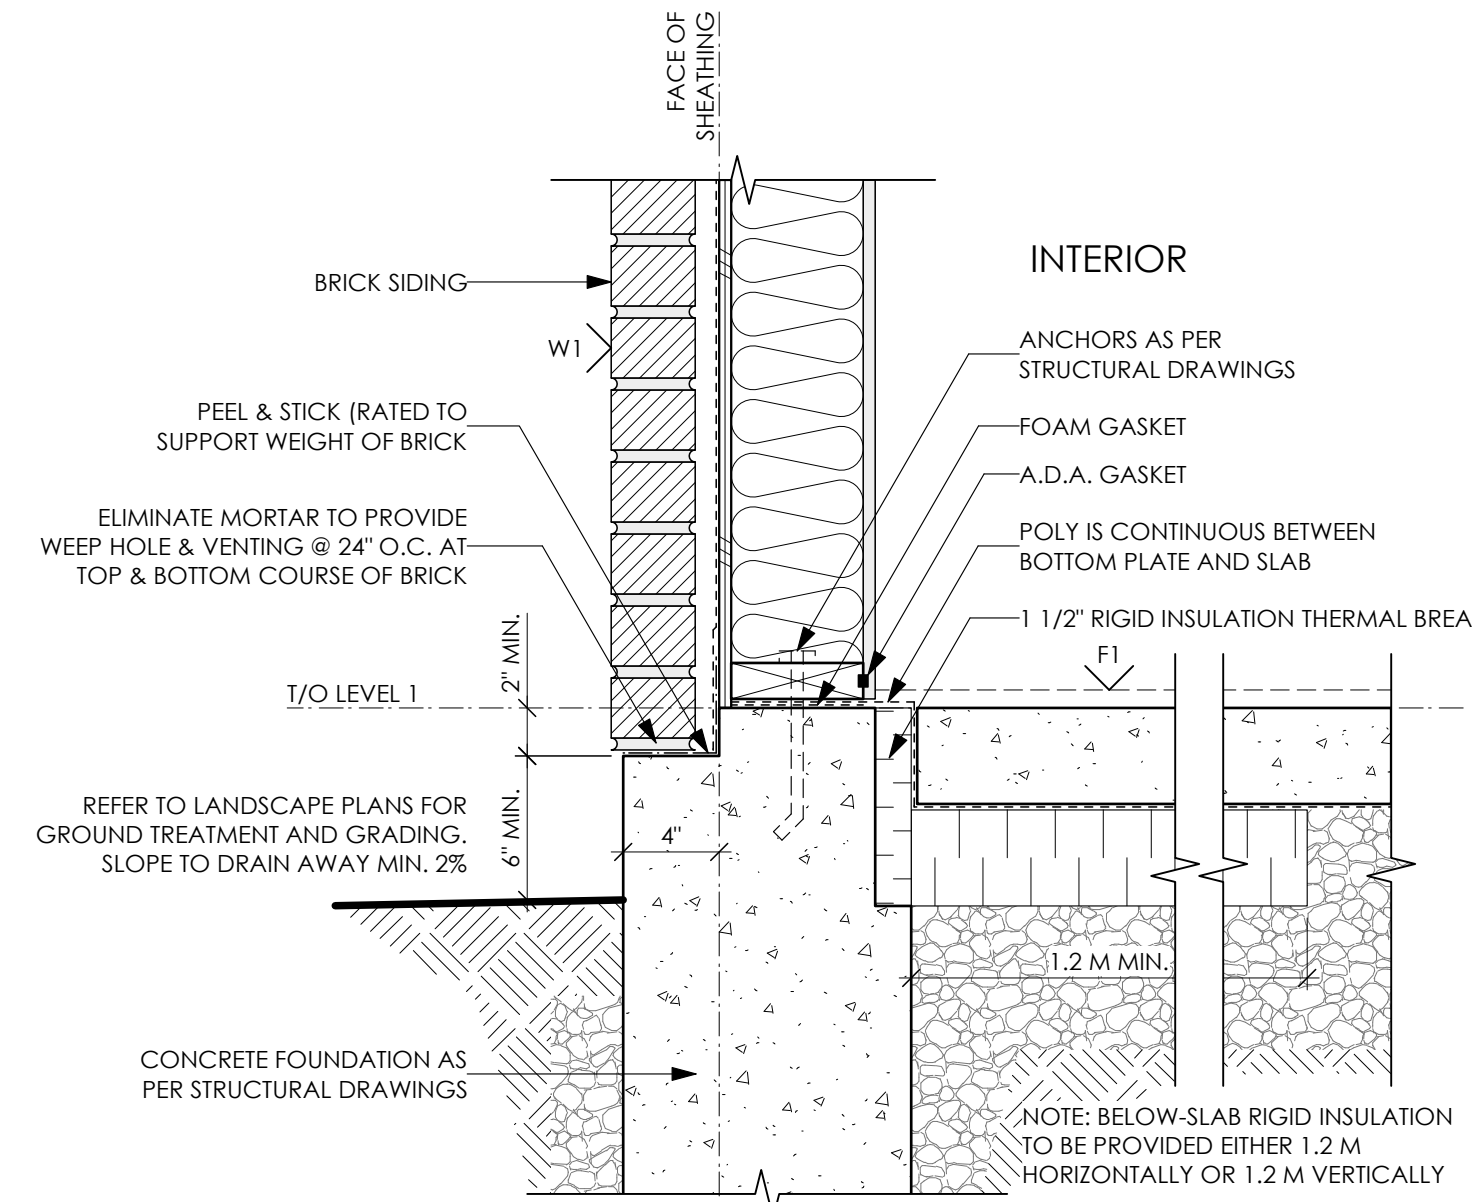 FACE OF
SHEATHING
INTERIOR
BRICK SIDING
W1
PEEL & STICK (RATED TO
SUPPORT WEIGHT OF BRICK
ELIMINATE MORTAR TO PROVIDE
WEEP HOLE & VENTING @ 24" O.C. AT
TOP & BOTTOM COURSE OF BRICK
2" MIN.
T/O LEVEL 1
6" MIN.
4"
REFER TO LANDSCAPE PLANS FOR
GROUND TREATMENT AND GRADING.
SLOPE TO DRAIN AWAY MIN. 2%
CONCRETE FOUNDATION AS
PER STRUCTURAL DRAWINGS
ANCHORS AS PER
STRUCTURAL DRAWINGS
FOAM GASKET
A.D.A. GASKET
POLY IS CONTINUOUS BETWEEN
BOTTOM PLATE AND SLAB
1 1/2" RIGID INSULATION THERMAL BREA
F1
1.2 M MIN.
NOTE: BELOW-SLAB RIGID INSULATION
TO BE PROVIDED EITHER 1.2 M
HORIZONTALLY OR 1.2 M VERTICALLY